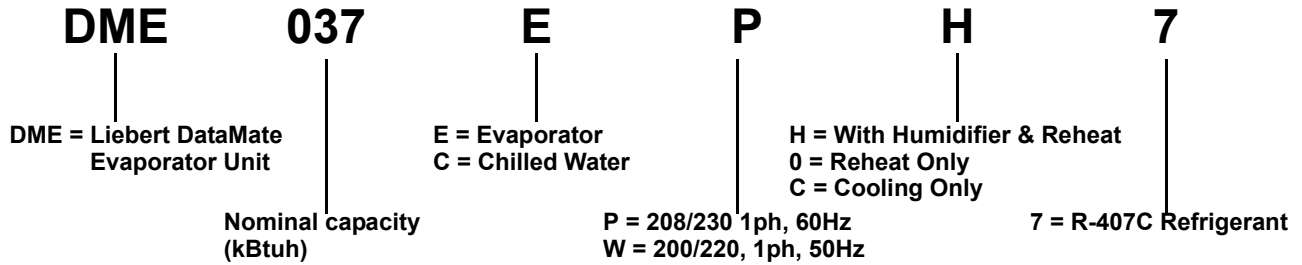 DME 037 E P H 7
DME = Liebert DataMate
Evaporator Unit
E = Evaporator
C = Chilled Water
H = With Humidifier & Reheat
0 = Reheat Only
C = Cooling Only
Nominal capacity
(kBtuh)
P = 208/230 1ph, 60Hz
W = 200/220, 1ph, 50Hz
7 = R-407C Refrigerant